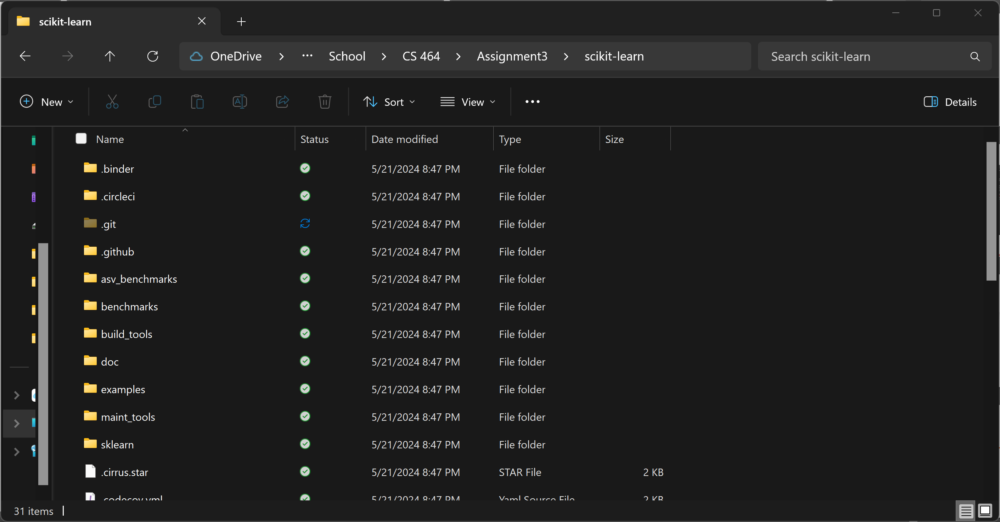 scikit-learn
OneDrive > ... School > CS 464 > Assignment3 > scikit-learn
Search scikit-learn
New Sort View ... Details
Name Status Date modified Type Size
.binder 5/21/2024 8:47 PM File folder
.circleci 5/21/2024 8:47 PM File folder
.git 5/21/2024 8:47 PM File folder
.github 5/21/2024 8:47 PM File folder
asv_benchmarks 5/21/2024 8:47 PM File folder
benchmarks 5/21/2024 8:47 PM File folder
build_tools 5/21/2024 8:47 PM File folder
doc 5/21/2024 8:47 PM File folder
examples 5/21/2024 8:47 PM File folder
maint_tools 5/21/2024 8:47 PM File folder
sklearn 5/21/2024 8:47 PM File folder
.cirrus.star 5/21/2024 8:47 PM STAR File 2 KB
.codecov.yml 5/21/2024 8:47 PM Yaml Source File 2 KB
31 items